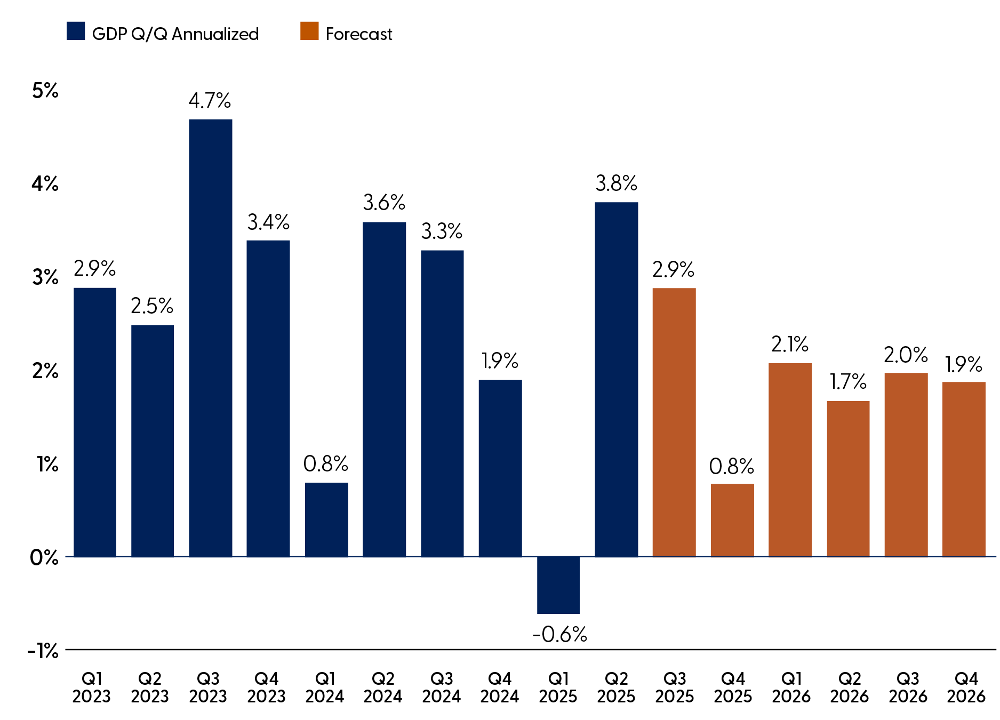 GDP Q/Q Annualized
Forecast
5%
4%
3%
2%
1%
0%
-1%
2.9%
2.5%
4.7%
3.4%
0.8%
3.6%
3.3%
1.9%
-0.6%
3.8%
2.9%
0.8%
2.1%
1.7%
2.0%
1.9%
Q1
2023
Q2
2023
Q3
2023
Q4
2023
Q1
2024
Q2
2024
Q3
2024
Q4
2024
Q1
2025
Q2
2025
Q3
2025
Q4
2025
Q1
2026
Q2
2026
Q3
2026
Q4
2026